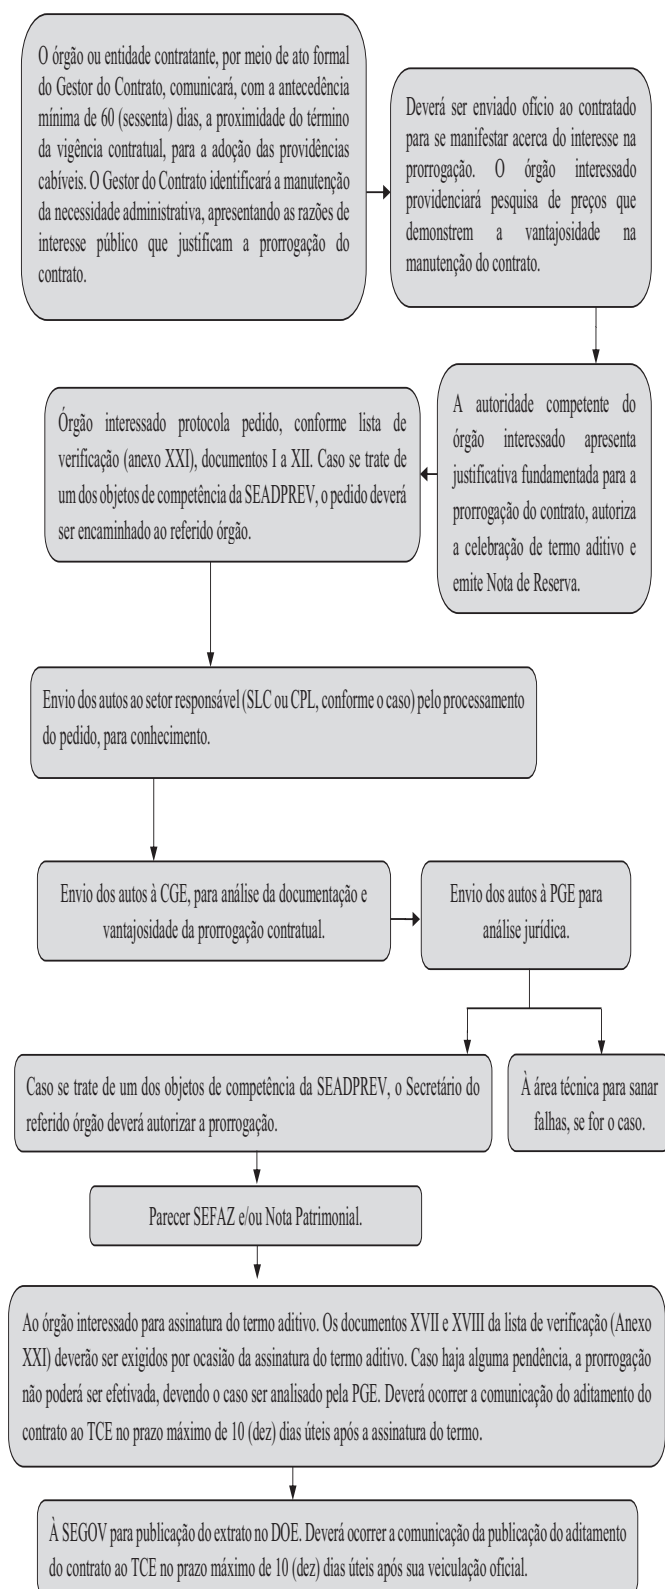 O órgão ou entidade contratante, por meio de ato formal
do Gestor do Contrato, comunicará, com a antecedência
mínima de 60 (sessenta) dias, a proximidade do término
da vigência contratual, para a adoção das providências
cabíveis. O Gestor do Contrato identificará a manutenção
da necessidade administrativa, apresentando as razões de
interesse público que justificam a prorrogação do
contrato.
Deverá ser enviado ofício ao contratado
para se manifestar acerca do interesse na
prorrogação. O órgão interessado
providenciará pesquisa de preços que
demonstrem a vantajosidade na
manutenção do contrato.
A autoridade competente do
órgão interessado apresenta
justificativa fundamentada para a
prorrogação do contrato, autoriza
a celebração de termo aditivo e
emite Nota de Reserva.
Órgão interessado protocola pedido, conforme lista de
verificação (anexo XXI), documentos I a XII. Caso se trate de
um dos objetos de competência da SEADPREV, o pedido deverá
ser encaminhado ao referido órgão.
Envio dos autos ao setor responsável (SLC ou CPL, conforme o caso) pelo processamento
do pedido, para conhecimento.
Envio dos autos à CGE, para análise da documentação e
vantajosidade da prorrogação contratual.
Envio dos autos à PGE para
análise jurídica.
Caso se trate de um dos objetos de competência da SEADPREV, o Secretário do
referido órgão deverá autorizar a prorrogação.
À área técnica para sanar
falhas, se for o caso.
Parecer SEFAZ e/ou Nota Patrimonial.
Ao órgão interessado para assinatura do termo aditivo. Os documentos XVII e XVIII da lista de verificação (Anexo
XXI) deverão ser exigidos por ocasião da assinatura do termo aditivo. Caso haja alguma pendência, a prorrogação
não poderá ser efetivada, devendo o caso ser analisado pela PGE. Deverá ocorrer a comunicação do aditamento do
contrato ao TCE no prazo máximo de 10 (dez) dias úteis após a assinatura do termo.
À SEGOV para publicação do extrato no DOE. Deverá ocorrer a comunicação da publicação do aditamento
do contrato ao TCE no prazo máximo de 10 (dez) dias úteis após sua veiculação oficial.